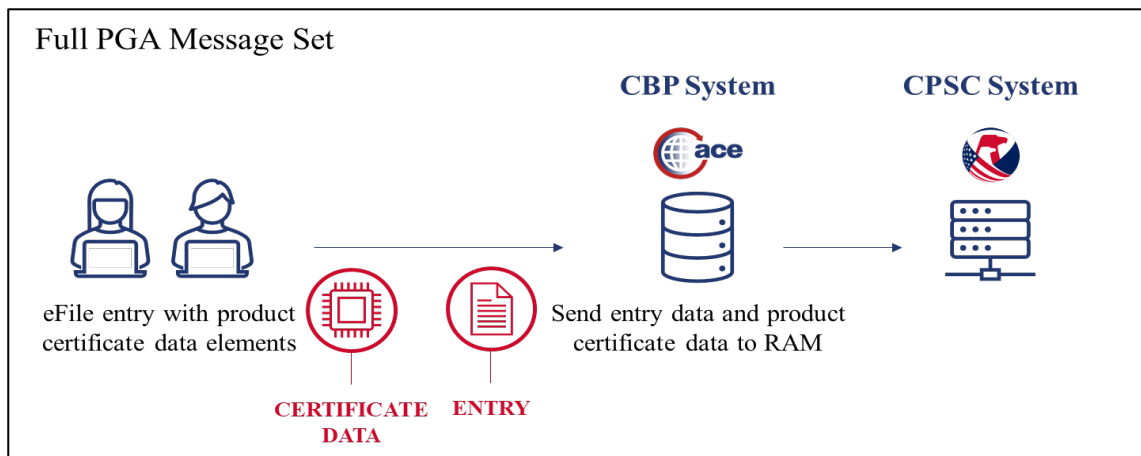 Full PGA Message Set
CBP System
CPSC System
ace
eFile entry with product
certificate data elements
Send entry data and product
certificate data to RAM
CERTIFICATE
DATA
ENTRY